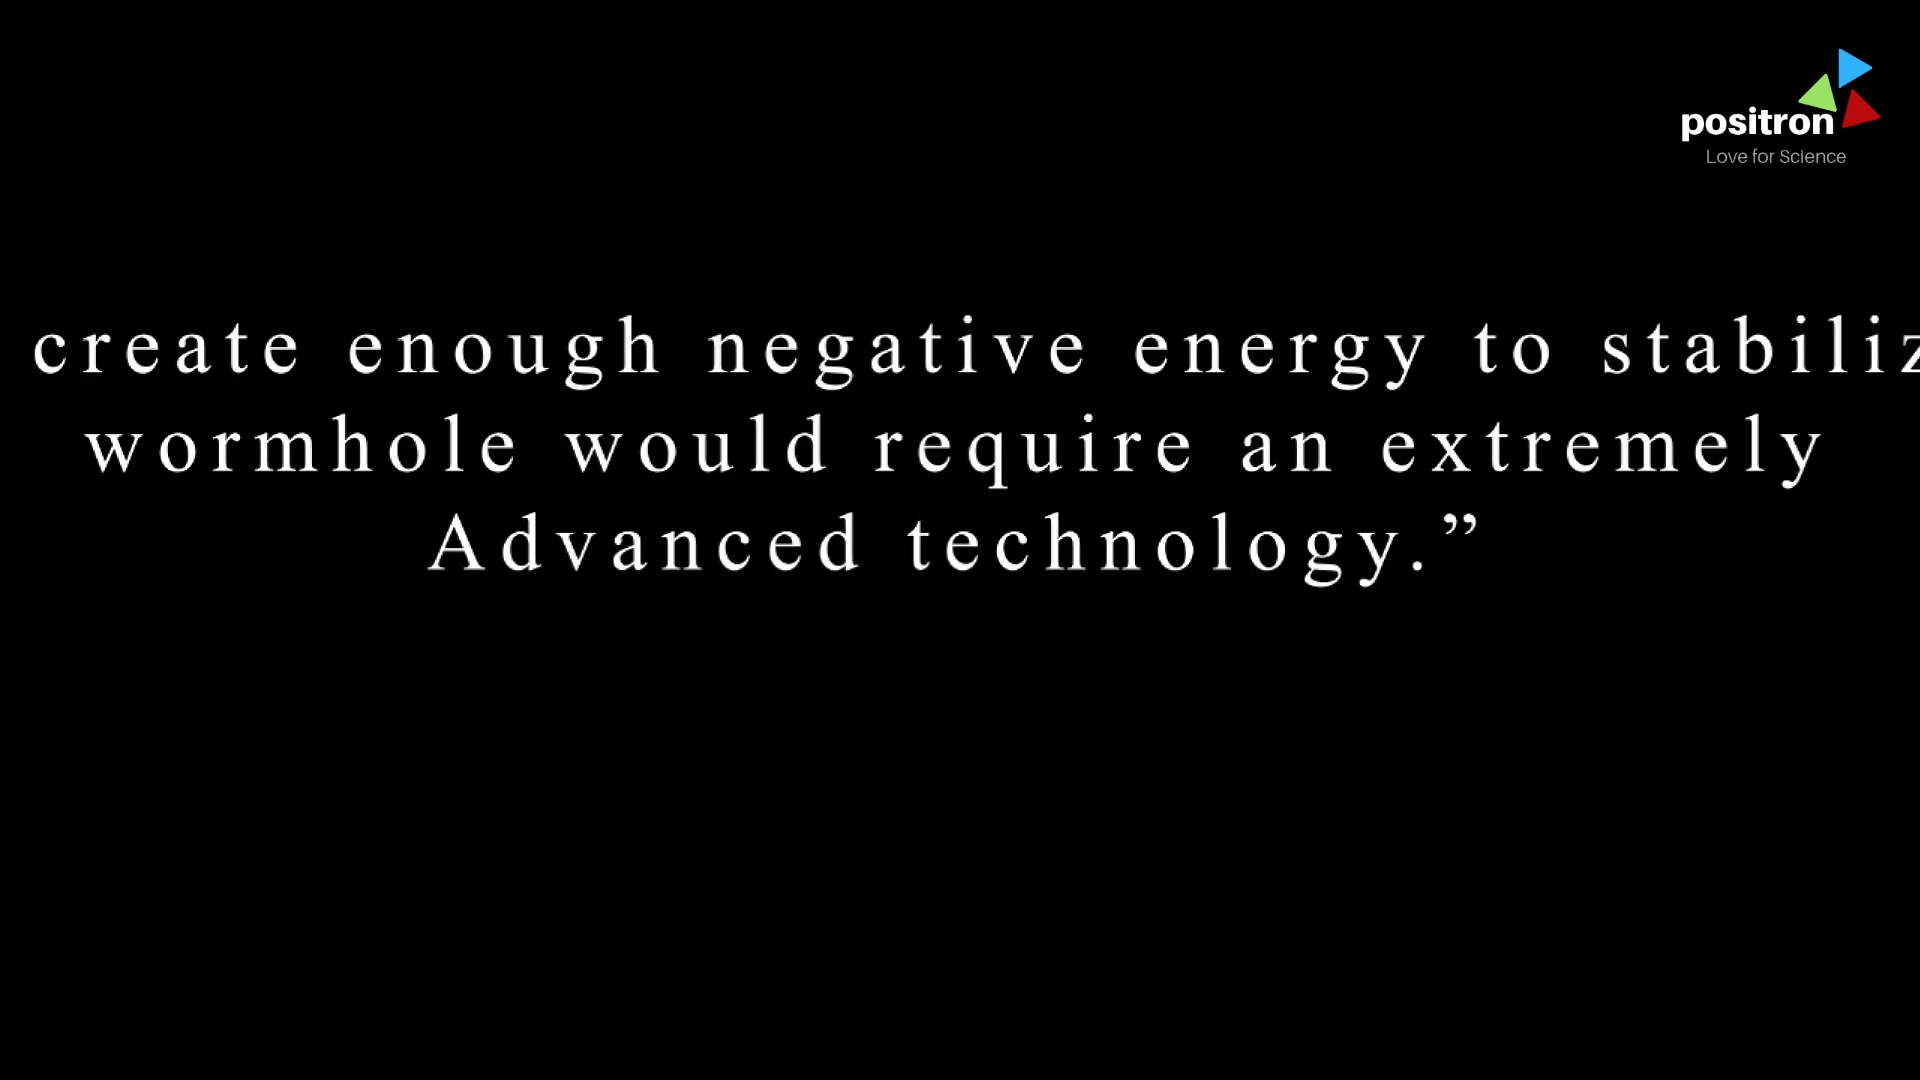 positron
Love for Science
create enough negative energy to stabiliz
wormhole would require an extremely
Advanced technology.”